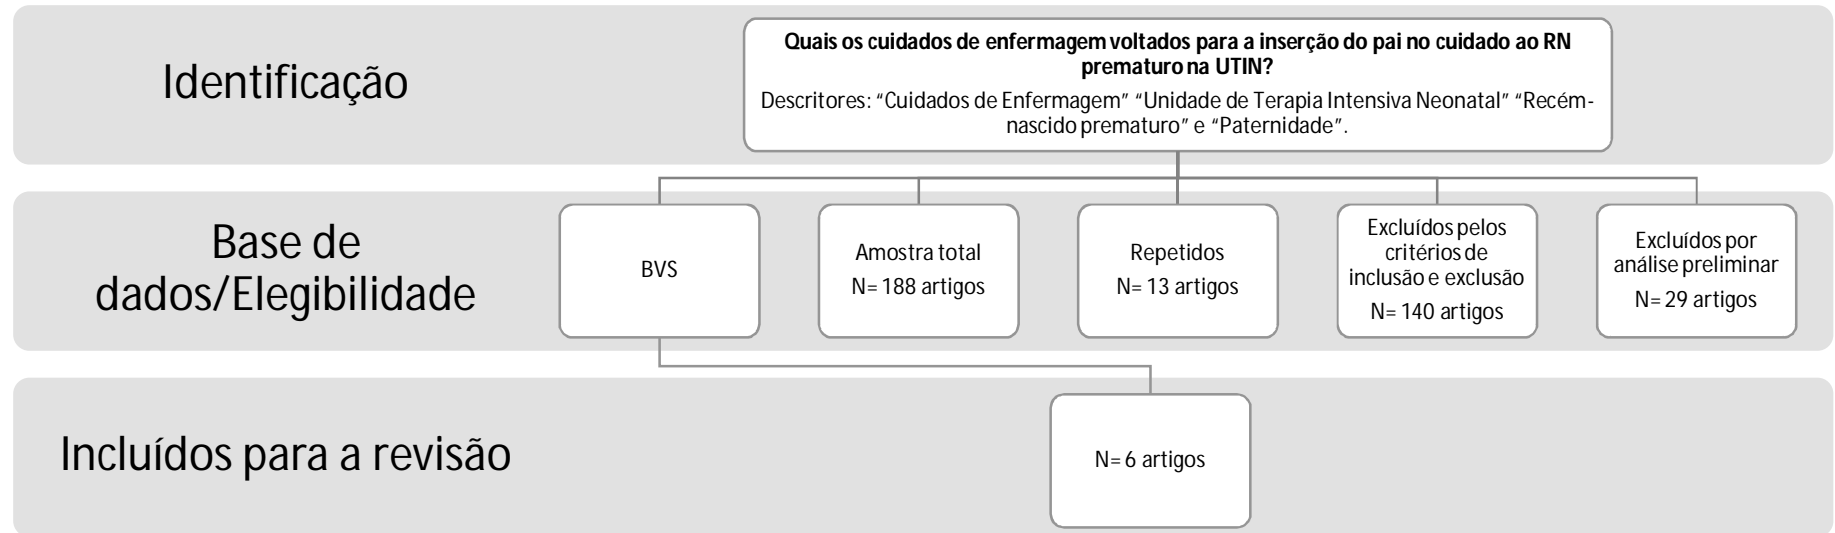 Identificação
Quais os cuidados de enfermagem voltados para a inserção do pai no cuidado ao RN
prematuro na UTIN?
Descritores: “Cuidados de Enfermagem” “Unidade de Terapia Intensiva Neonatal” “Recém-
nascido prematuro” e “Paternidade”.
Base de
dados/Elegibilidade
BVS
Amostra total
N= 188 artigos
Repetidos
N= 13 artigos
Excluídos pelos
critérios de
inclusão e exclusão
N= 140 artigos
Excluídos por
análise preliminar
N= 29 artigos
Incluídos para a revisão
N= 6 artigos